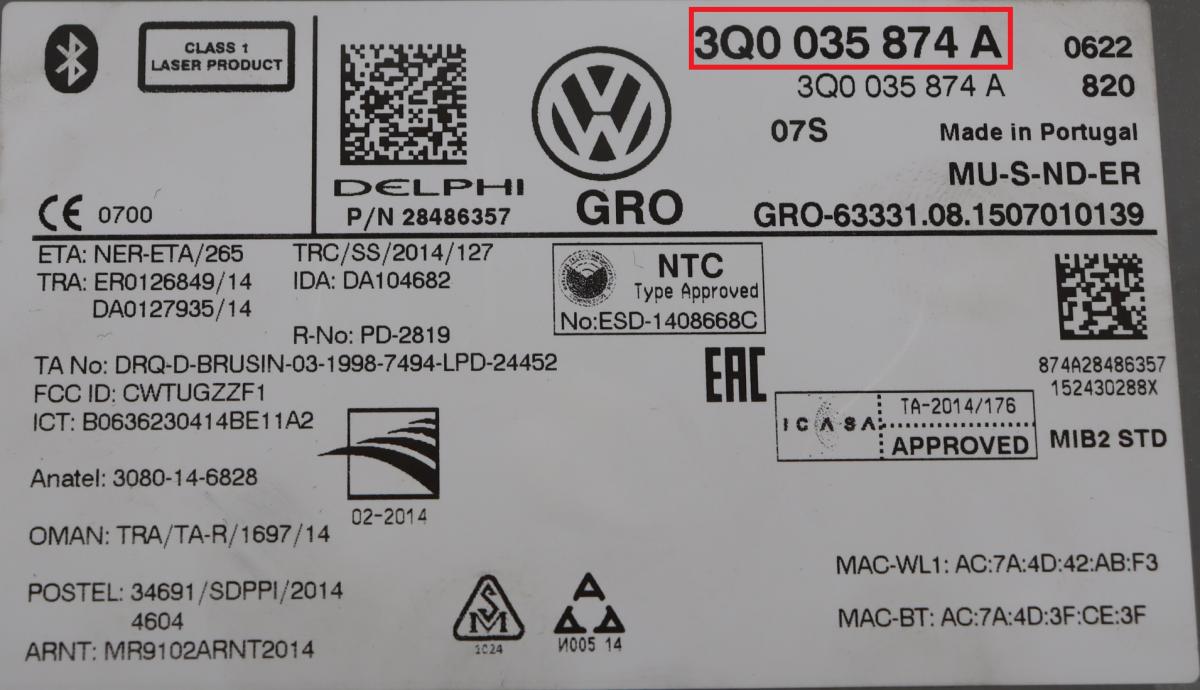 CLASS 1
LASER PRODUCT
3Q0 035 874 A
0622
3Q0 035 874 A
820
07S
Made in Portugal
DELPHI
P/N 28486357
GRO
MU-S-ND-ER
GRO-63331.08.1507010139
CE 0700
ETA: NER-ETA/265
TRC/SS/2014/127
TRA: ER0126849/14
IDA: DA104682
DA0127935/14
R-No: PD-2819
NTC
Type Approved
No:ESD-1408668C
TA No: DRQ-D-BRUSIN-03-1998-7494-LPD-24452
FCC ID: CWTUGZZF1
ICT: B0636230414BE11A2
EAC
874A28486357
152430288X
ICASA
TA-2014/176
APPROVED
MIB2 STD
Anatel: 3080-14-6828
02-2014
OMAN: TRA/TA-R/1697/14
POSTEL: 34691/SDPPI/2014
4604
ARNT: MR9102ARNT2014
1024
И005 14
MAC-WL1: AC:7A:4D:42:AB:F3
MAC-BT: AC:7A:4D:3F:CE:3F